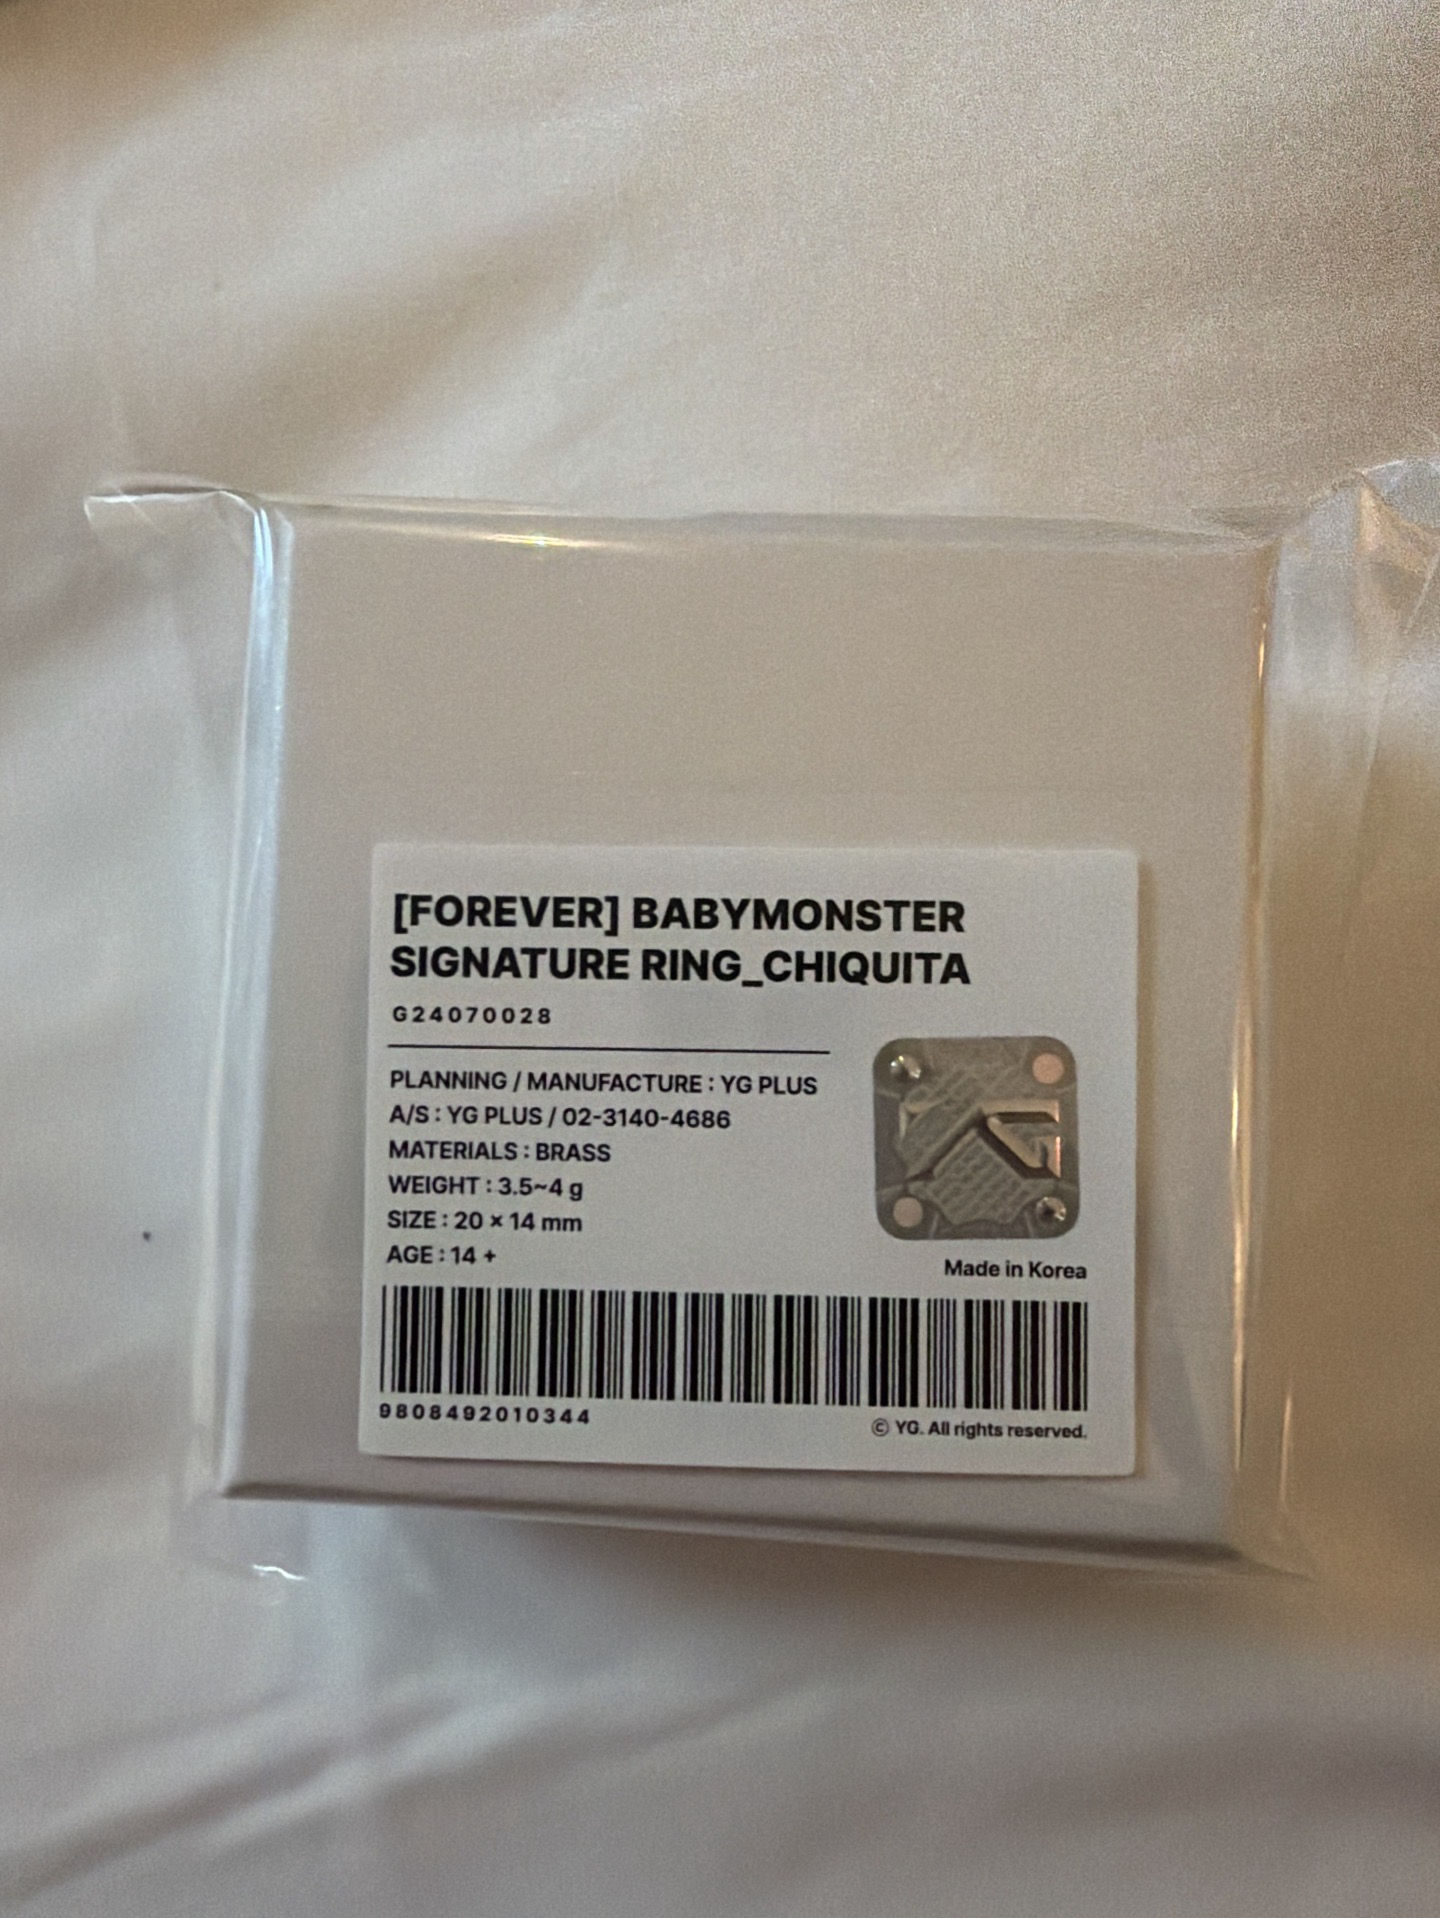 [FOREVER] BABYMONSTER
SIGNATURE RING_CHIQUITA
G24070028
PLANNING / MANUFACTURE : YG PLUS
A/S : YG PLUS / 02-3140-4686
MATERIALS : BRASS
WEIGHT : 3.5~4 g
SIZE : 20 × 14 mm
AGE : 14 +
YG
Made in Korea
9808492010344
© YG. All rights reserved.